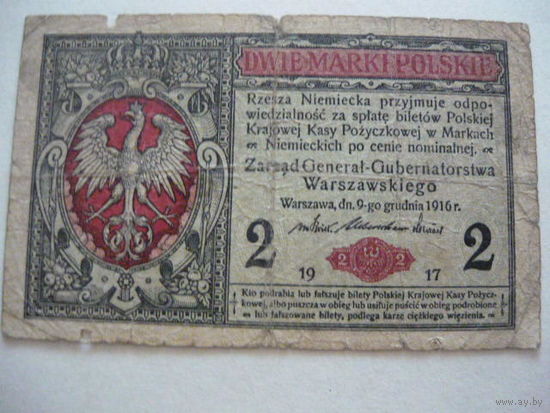 DWIE MARKI POLSKIE
Rzesza Niemiecka przyjmuje odpo-
wiedzialność za spłatę biletów Polskiej
Krajowej Kasy Pożyczkowej w Markach
Niemieckich po cenie nominalnej.
Zarząd General-Gubernatorstwa
Warszawskiego
Warszawa, dn. 9-go grudnia 1916 r.
2 2
19 2 2 17
Kto podrabia lub fałszuje bilety Polskiej Krajowej Kasy Pożycz-
kowej, albo puszcza w obieg lub usiłuje puścić w obieg podrobione
lub fałszowane bilety, podlega karze ciężkiego więzienia.
www.ay.by